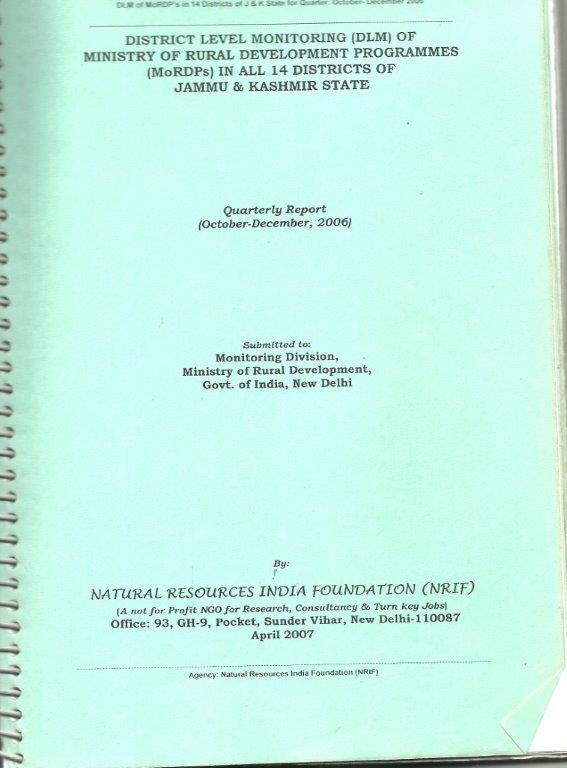 DLM of MoRDP's in 14 Districts of J & K State for Quarter: October- December 2006
DISTRICT LEVEL MONITORING (DLM) OF
MINISTRY OF RURAL DEVELOPMENT PROGRAMMES
(MoRDPs) IN ALL 14 DISTRICTS OF
JAMMU & KASHMIR STATE
Quarterly Report
(October-December, 2006)
Submitted to:
Monitoring Division,
Ministry of Rural Development,
Govt. of India, New Delhi
By:
NATURAL RESOURCES INDIA FOUNDATION (NRIF)
(A not for Profit NGO for Research, Consultancy & Turn key Jobs)
Office: 93, GH-9, Pocket, Sunder Vihar, New Delhi-110087
April 2007
Agency: Natural Resources India Foundation (NRIF)